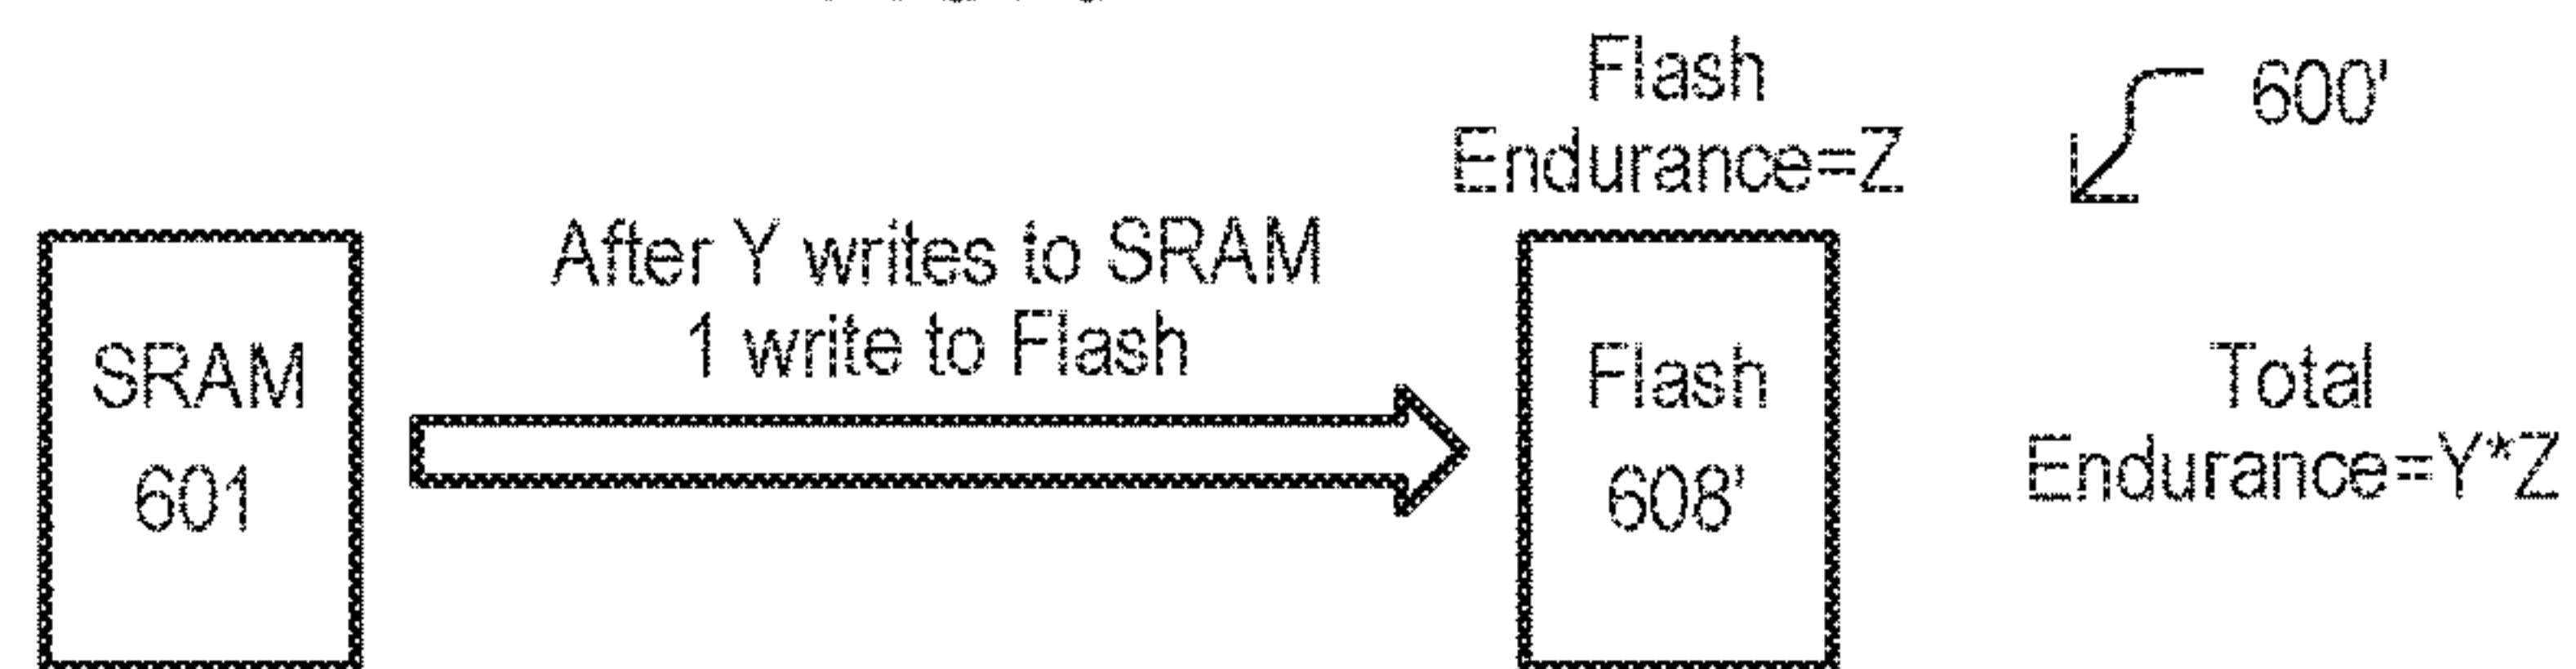 Flash
Endurance=Z
600'
After Y writes to SRAM
1 write to Flash
SRAM
601
Flash
608'
Total
Endurance=Y*Z